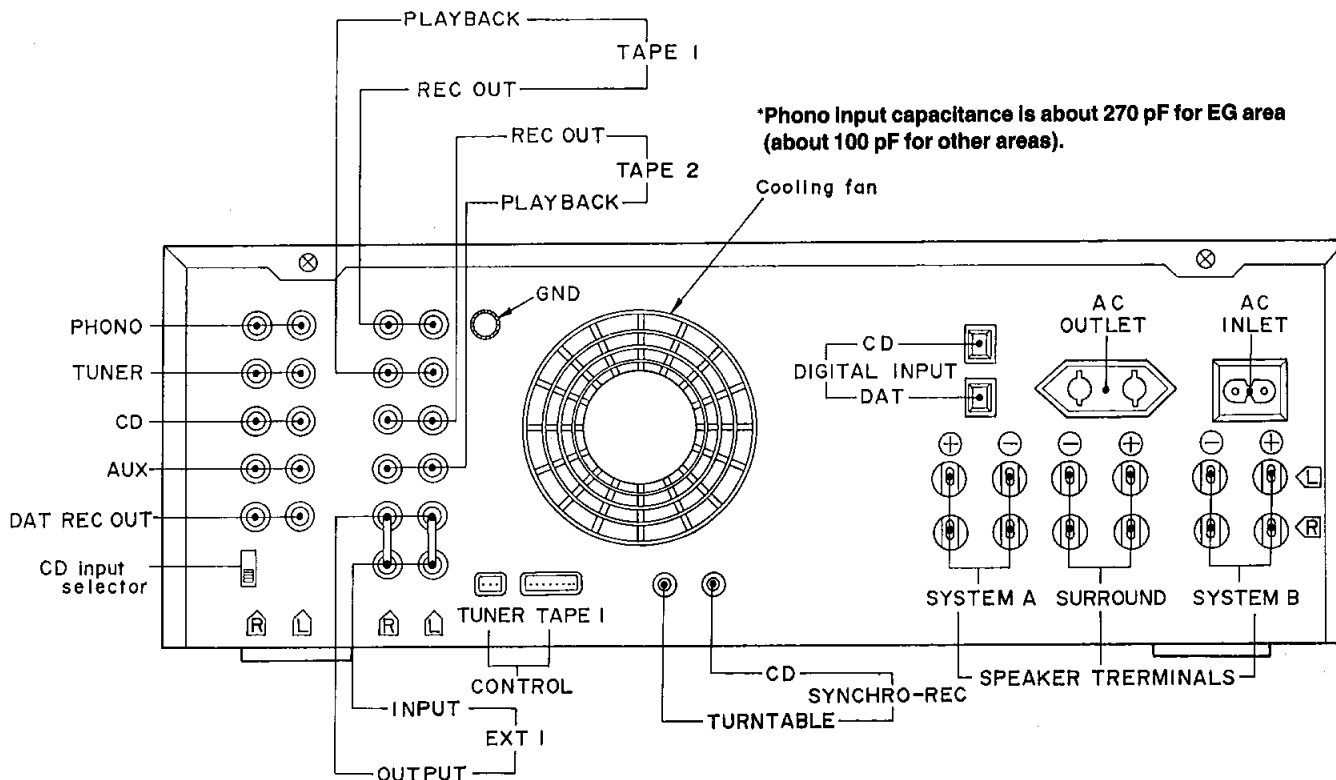 PLAYBACK
TAPE 1
REC OUT
REC OUT
TAPE 2
PLAYBACK
*Phono input capacitance is about 270 pF for EG area
(about 100 pF for other areas).
Cooling fan
GND
PHONO
TUNER
CD
AUX
DAT REC OUT
CD input
selector
R L R L
CD
DIGITAL INPUT
DAT
AC
OUTLET
AC
INLET
+ - - + - +
L
R
TUNER TAPE 1
CONTROL
SYSTEM A SURROUND SYSTEM B
SPEAKER TRERMINALS
CD
SYNCHRO-REC
TURNTABLE
INPUT
EXT 1
OUTPUT